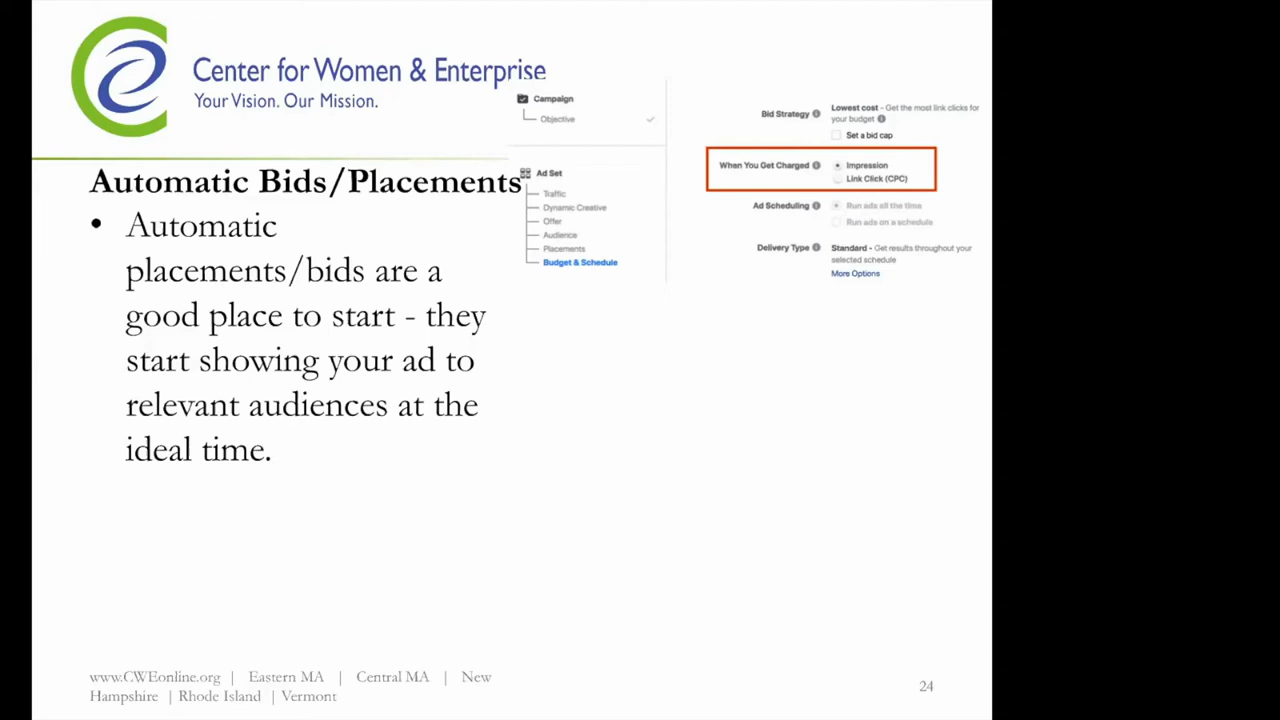 Center for Women & Enterprise
Your Vision. Our Mission.
Automatic Bids/Placements
• Automatic
placements/bids are a
good place to start - they
start showing your ad to
relevant audiences at the
ideal time.
Campaign
Objective
Ad Set
Traffic
Dynamic Creative
Offer
Audience
Placements
Budget & Schedule
Bid Strategy
Lowest cost - Get the most link clicks for
your budget
Set a bid cap
When You Get Charged
Impression
Link Click (CPC)
Ad Scheduling
Run ads all the time
Run ads on a schedule
Delivery Type
Standard - Get results throughout your
selected schedule
More Options
www.CWEonline.org | Eastern MA | Central MA | New
Hampshire | Rhode Island | Vermont
24